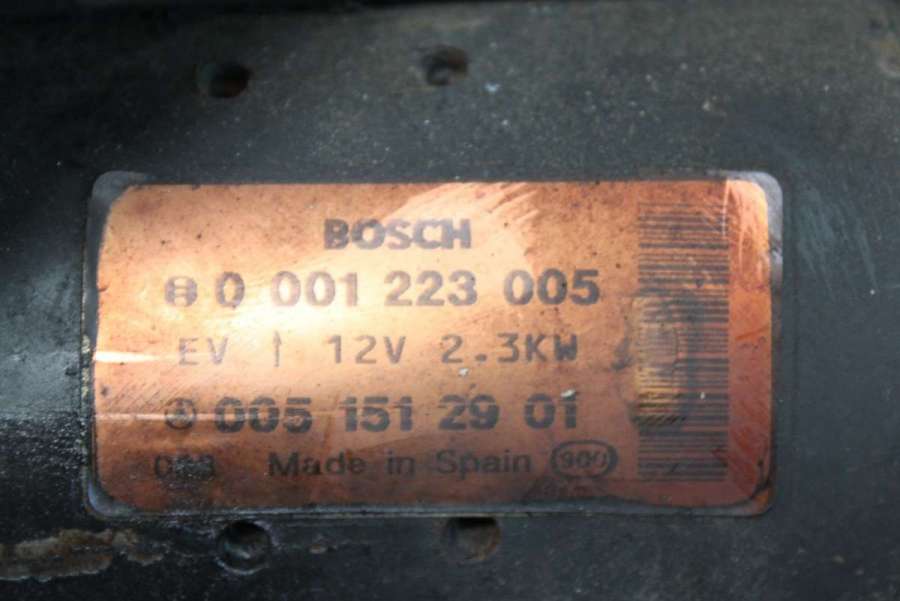 BOSCH
0 001 223 005
EV ↑ 12V 2.3KW
005 151 29 01
Made in Spain 900